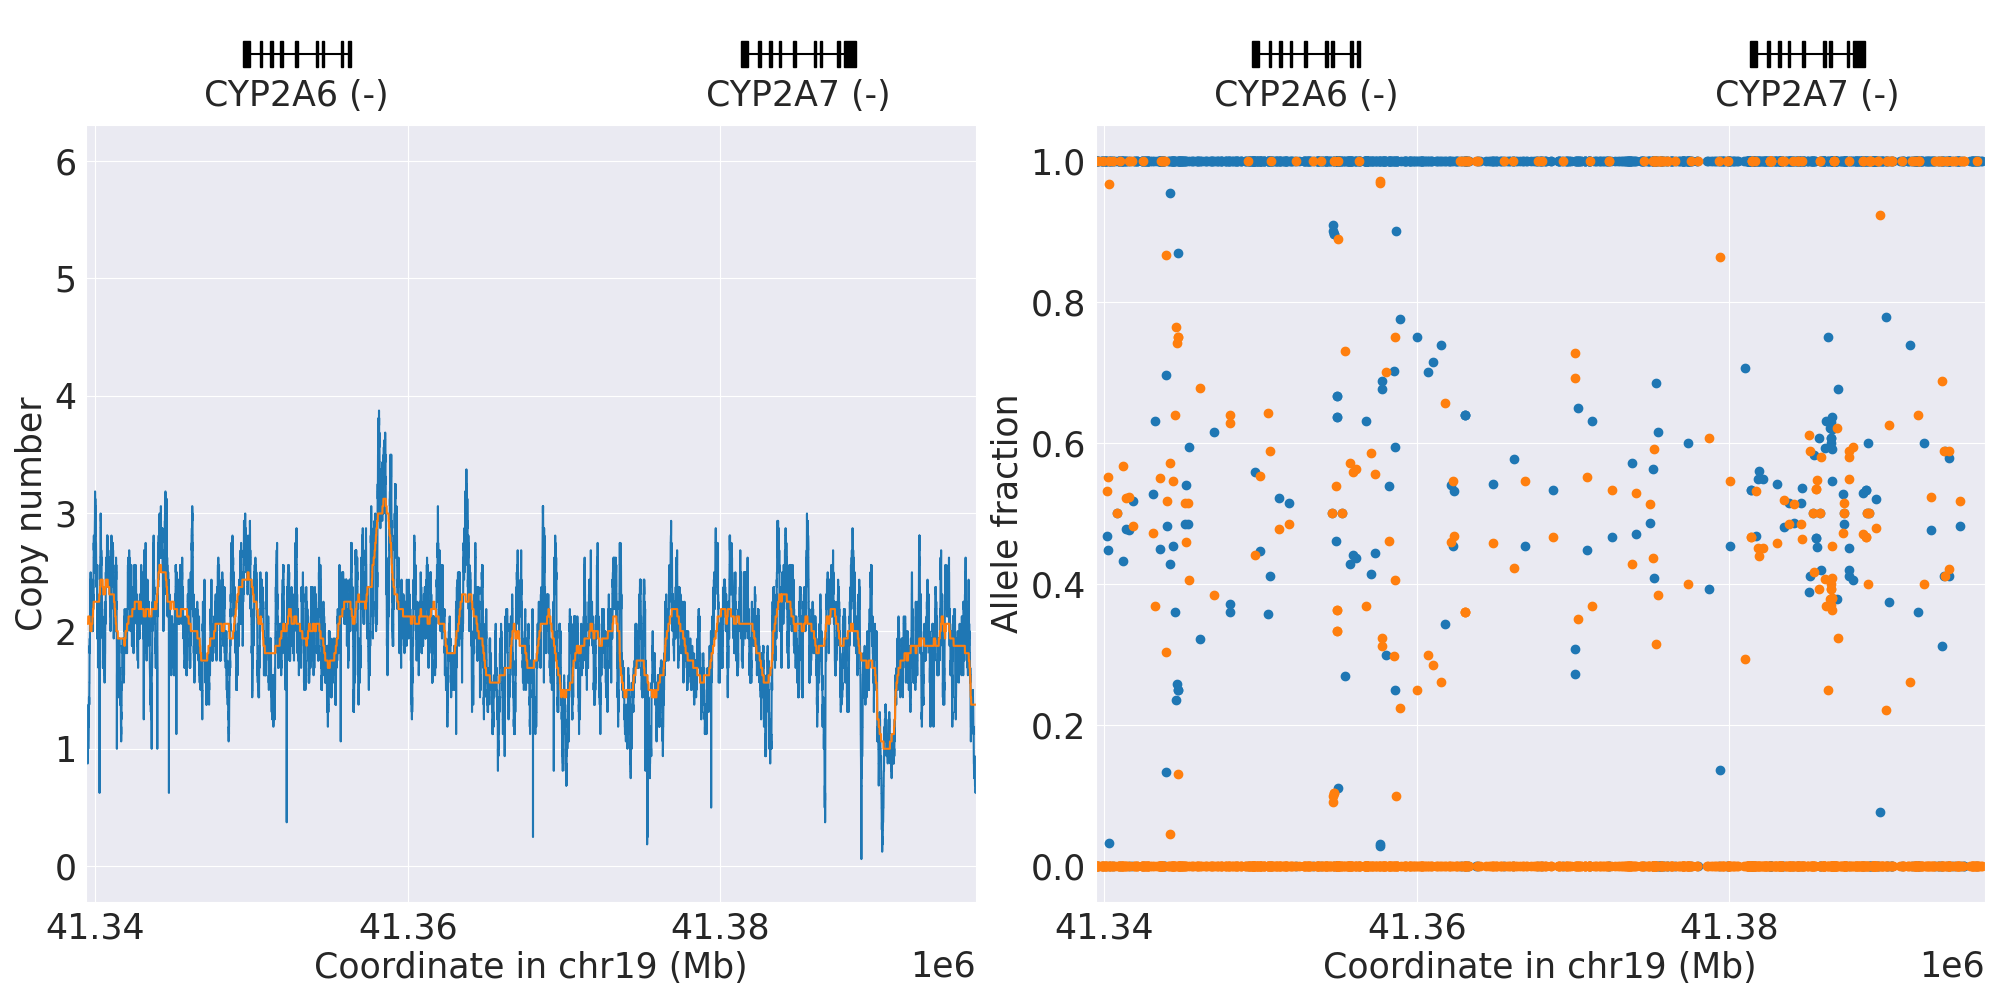 CYP2A6 (-)
CYP2A7 (-)
6
5
4
3
2
1
0
Copy number
41.34
41.36
41.38
Coordinate in chr19 (Mb)
1e6
CYP2A6 (-)
CYP2A7 (-)
1.0
0.8
0.6
0.4
0.2
0.0
Allele fraction
41.34
41.36
41.38
Coordinate in chr19 (Mb)
1e6